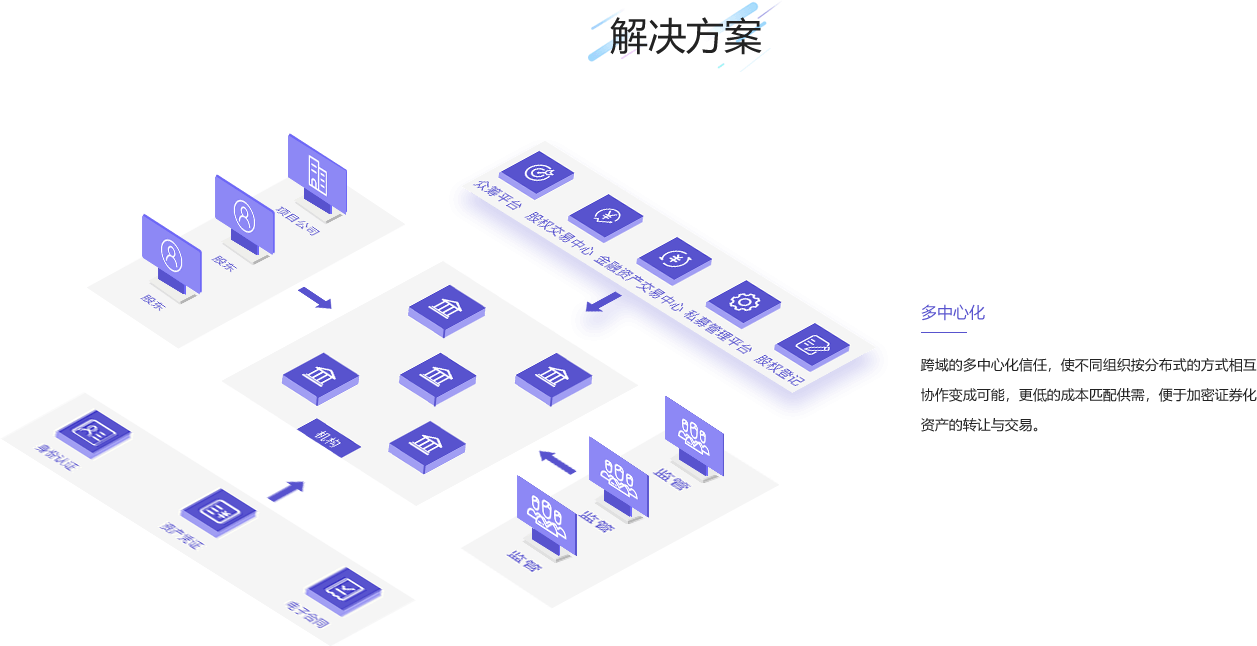 解决方案
项目公司
股东
股东
众筹平台
股权交易中心
金融资产交易中心
私募管理平台
股权登记
机构
身份认证
资产凭证
电子合同
监管
监管
监管
多中心化
跨域的多中心化信任，使不同组织按分布式的方式相互
协作变成可能，更低的成本匹配供需，便于加密证券化
资产的转让与交易。